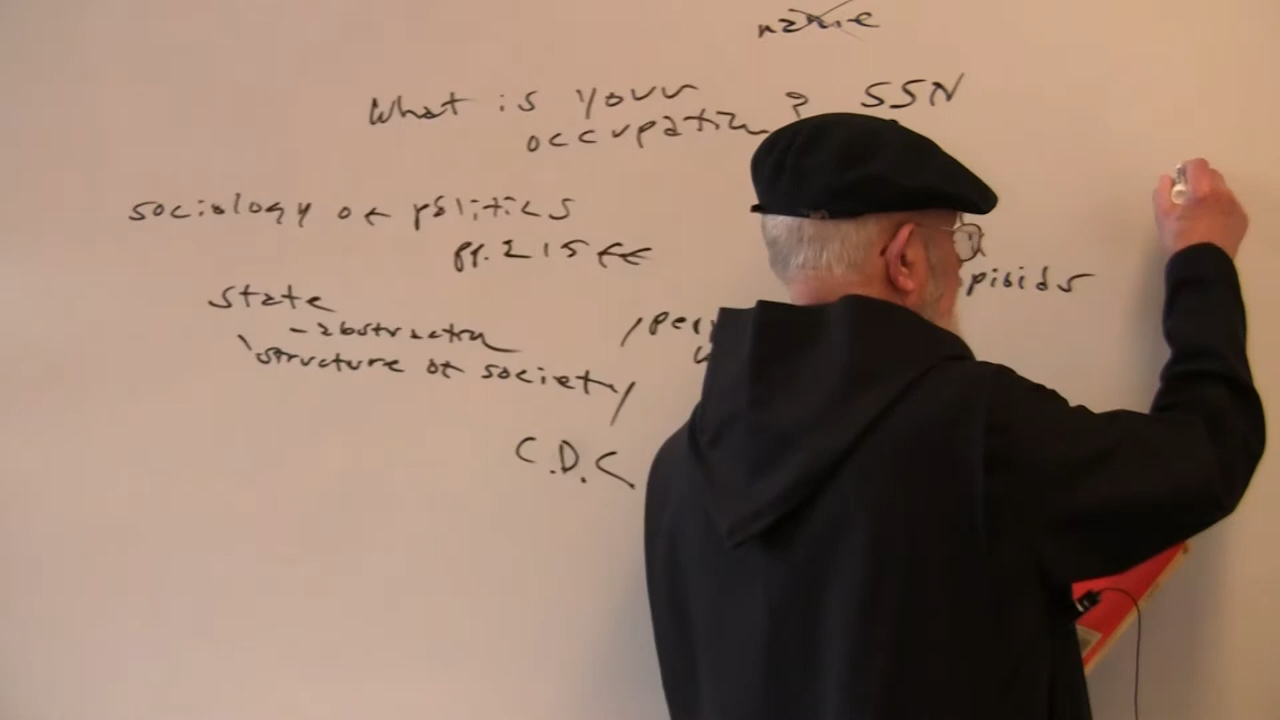 name
What is your
occupation ? SSN
sociology of politics
pp. 215 ff
state
- abstraction
structure of society
C.D.C